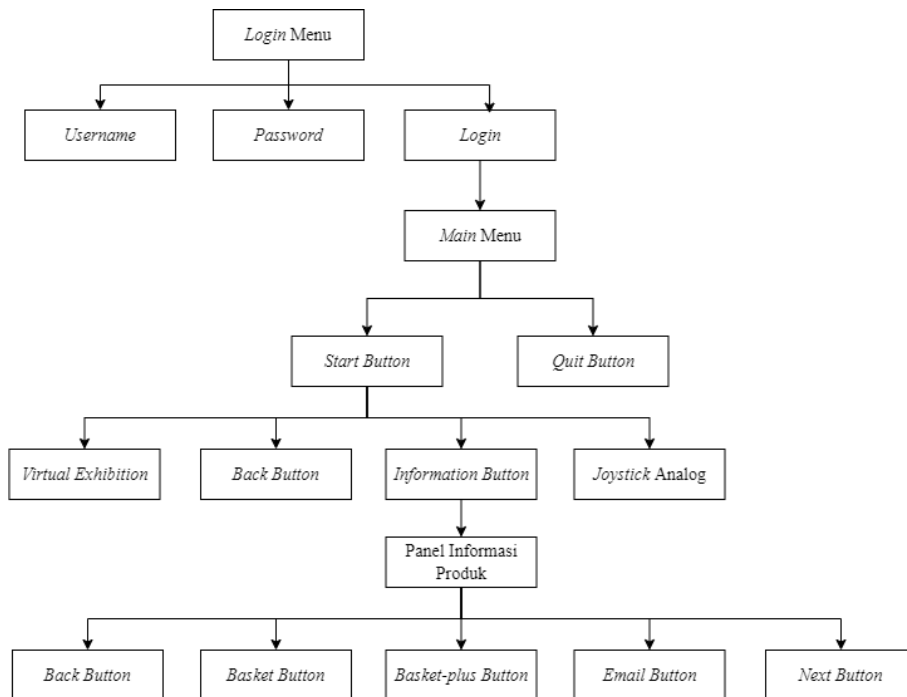 Login Menu
Username
Password
Login
Main Menu
Start Button
Quit Button
Virtual Exhibition
Back Button
Information Button
Joystick Analog
Panel Informasi
Produk
Back Button
Basket Button
Basket-plus Button
Email Button
Next Button